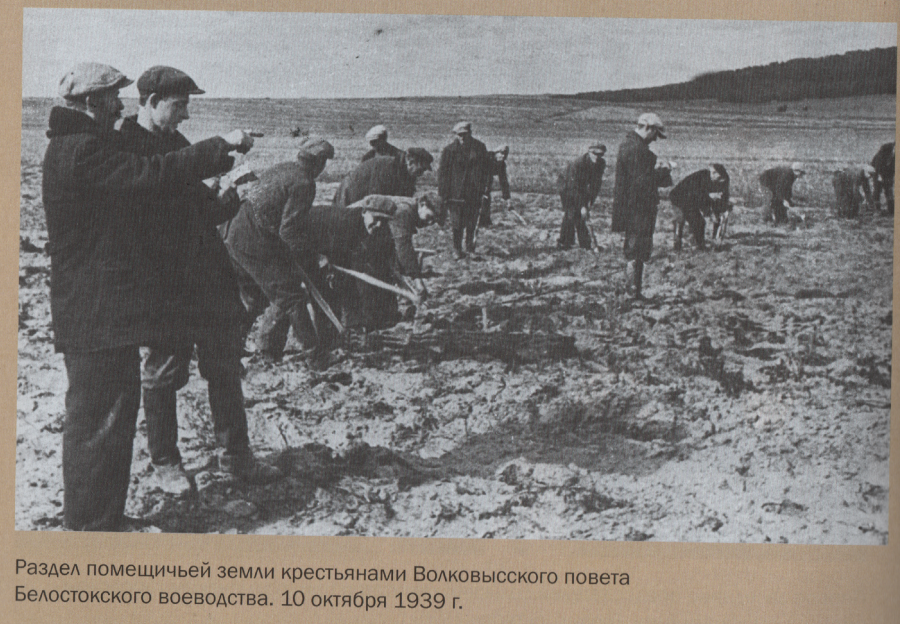 Раздел помещичьей земли крестьянами Волковысского повета
Белостокского воеводства. 10 октября 1939 г.